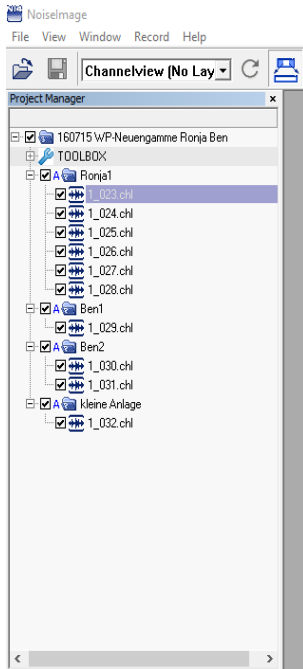 NoiseImage
File View Window Record Help
Channelview (No Lay
Project Manager x
160715 WP-Neuengamme Ronja Ben
TOOLBOX
A Ronja1
1_023.chl
1_024.chl
1_025.chl
1_026.chl
1_027.chl
1_028.chl
A Ben1
1_029.chl
A Ben2
1_030.chl
1_031.chl
A kleine Anlage
1_032.chl